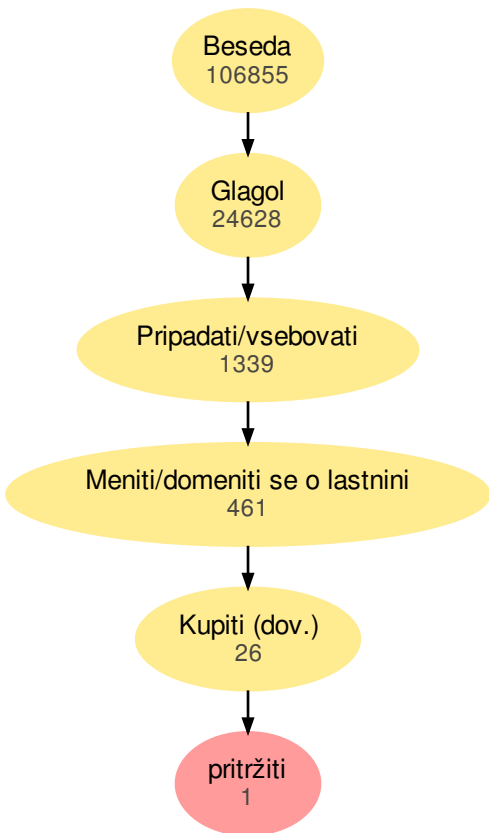 Beseda
106855
Glagol
24628
Pripadati/vsebovati
1339
Meniti/domeniti se o lastnini
461
Kupiti (dov.)
26
pritržiti
1